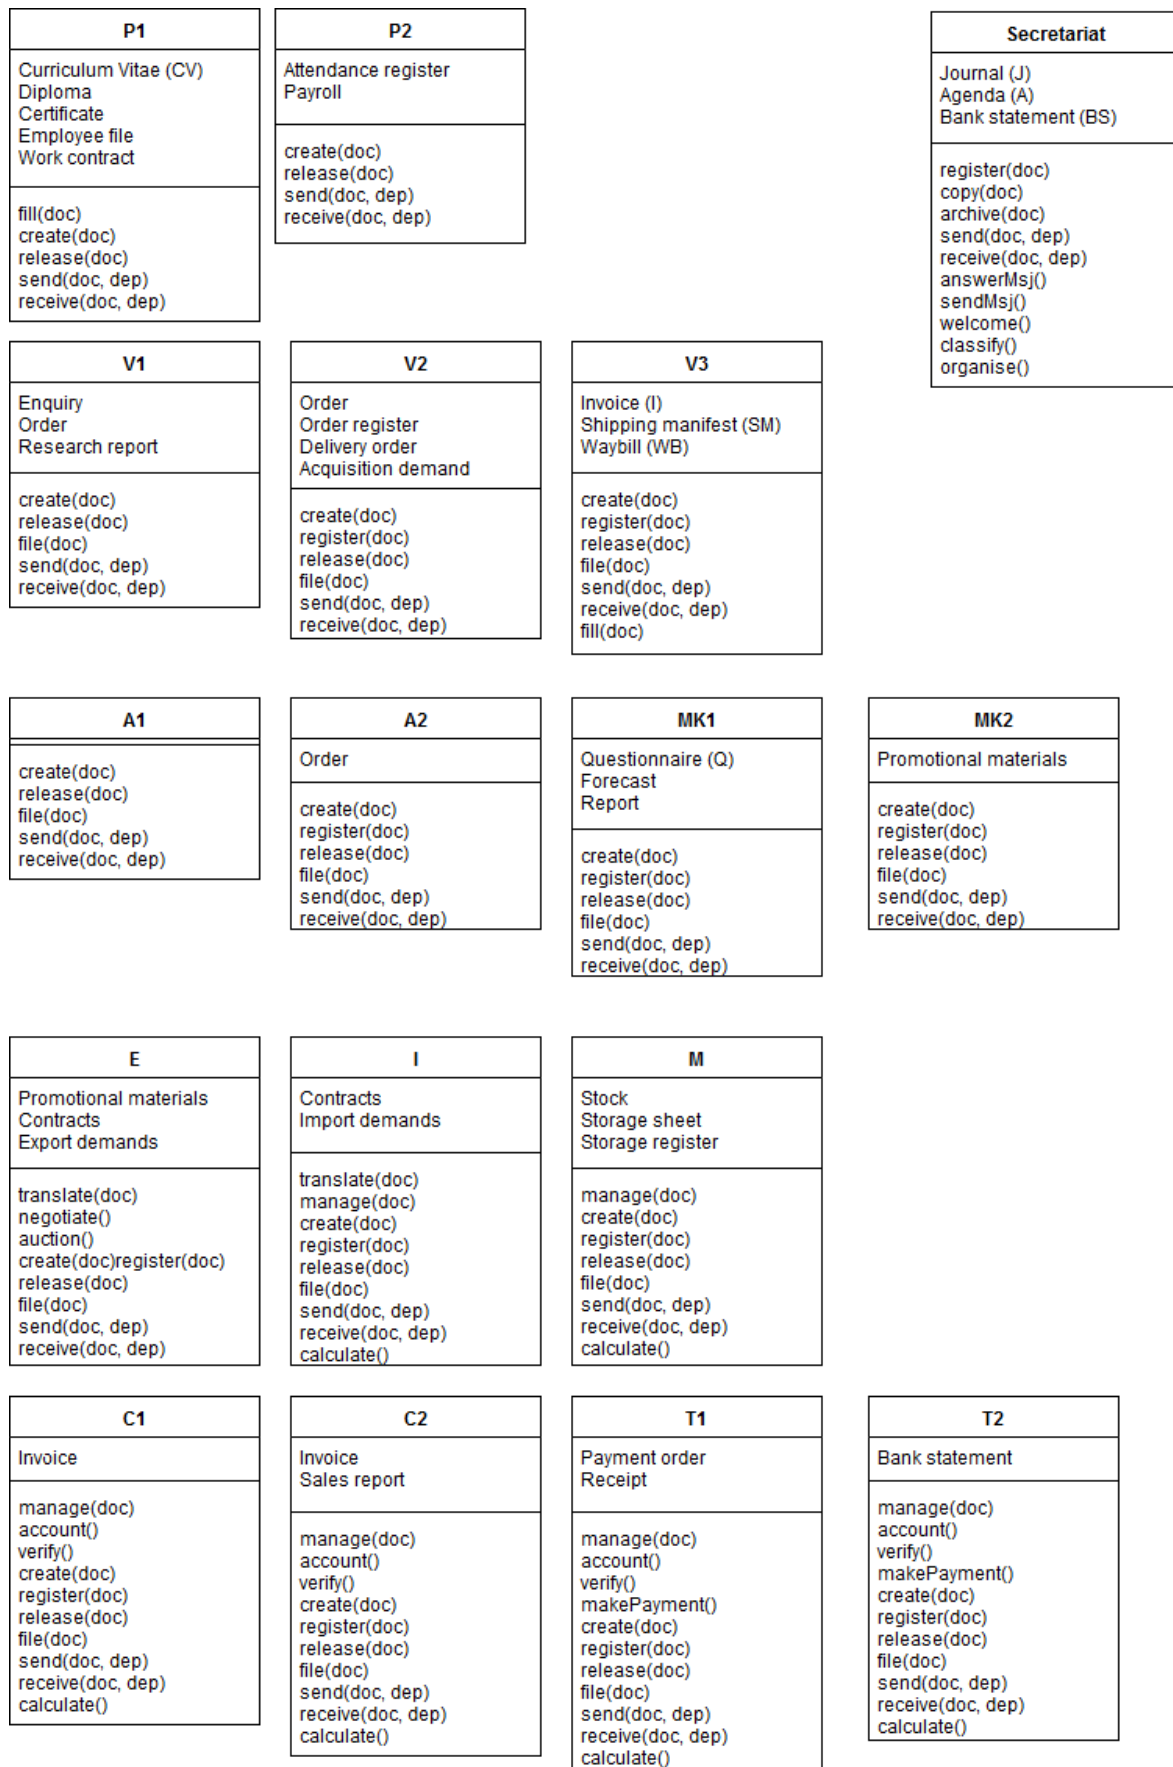 P1
Curriculum Vitae (CV)
Diploma
Certificate
Employee file
Work contract
fill(doc)
create(doc)
release(doc)
send(doc, dep)
receive(doc, dep)
P2
Attendance register
Payroll
create(doc)
release(doc)
send(doc, dep)
receive(doc, dep)
Secretariat
Journal (J)
Agenda (A)
Bank statement (BS)
register(doc)
copy(doc)
archive(doc)
send(doc, dep)
receive(doc, dep)
answerMsj()
sendMsj()
welcome()
classify()
organise()
V1
Enquiry
Order
Research report
create(doc)
release(doc)
file(doc)
send(doc, dep)
receive(doc, dep)
V2
Order
Order register
Delivery order
Acquisition demand
create(doc)
register(doc)
release(doc)
file(doc)
send(doc, dep)
receive(doc, dep)
V3
Invoice (I)
Shipping manifest (SM)
Waybill (WB)
create(doc)
register(doc)
release(doc)
file(doc)
send(doc, dep)
receive(doc, dep)
fill(doc)
A1
create(doc)
release(doc)
file(doc)
send(doc, dep)
receive(doc, dep)
A2
Order
create(doc)
register(doc)
release(doc)
file(doc)
send(doc, dep)
receive(doc, dep)
MK1
Questionnaire (Q)
Forecast
Report
create(doc)
register(doc)
release(doc)
file(doc)
send(doc, dep)
receive(doc, dep)
MK2
Promotional materials
create(doc)
register(doc)
release(doc)
file(doc)
send(doc, dep)
receive(doc, dep)
E
Promotional materials
Contracts
Export demands
translate(doc)
negotiate()
auction()
create(doc)register(doc)
release(doc)
file(doc)
send(doc, dep)
receive(doc, dep)
I
Contracts
Import demands
translate(doc)
manage(doc)
create(doc)
register(doc)
release(doc)
file(doc)
send(doc, dep)
receive(doc, dep)
calculate()
M
Stock
Storage sheet
Storage register
manage(doc)
create(doc)
register(doc)
release(doc)
file(doc)
send(doc, dep)
receive(doc, dep)
calculate()
C1
Invoice
manage(doc)
account()
verify()
create(doc)
register(doc)
release(doc)
file(doc)
send(doc, dep)
receive(doc, dep)
calculate()
C2
Invoice
Sales report
manage(doc)
account()
verify()
create(doc)
register(doc)
release(doc)
file(doc)
send(doc, dep)
receive(doc, dep)
calculate()
T1
Payment order
Receipt
manage(doc)
account()
verify()
makePayment()
create(doc)
register(doc)
release(doc)
file(doc)
send(doc, dep)
receive(doc, dep)
calculate()
T2
Bank statement
manage(doc)
account()
verify()
makePayment()
create(doc)
register(doc)
release(doc)
file(doc)
send(doc, dep)
receive(doc, dep)
calculate()